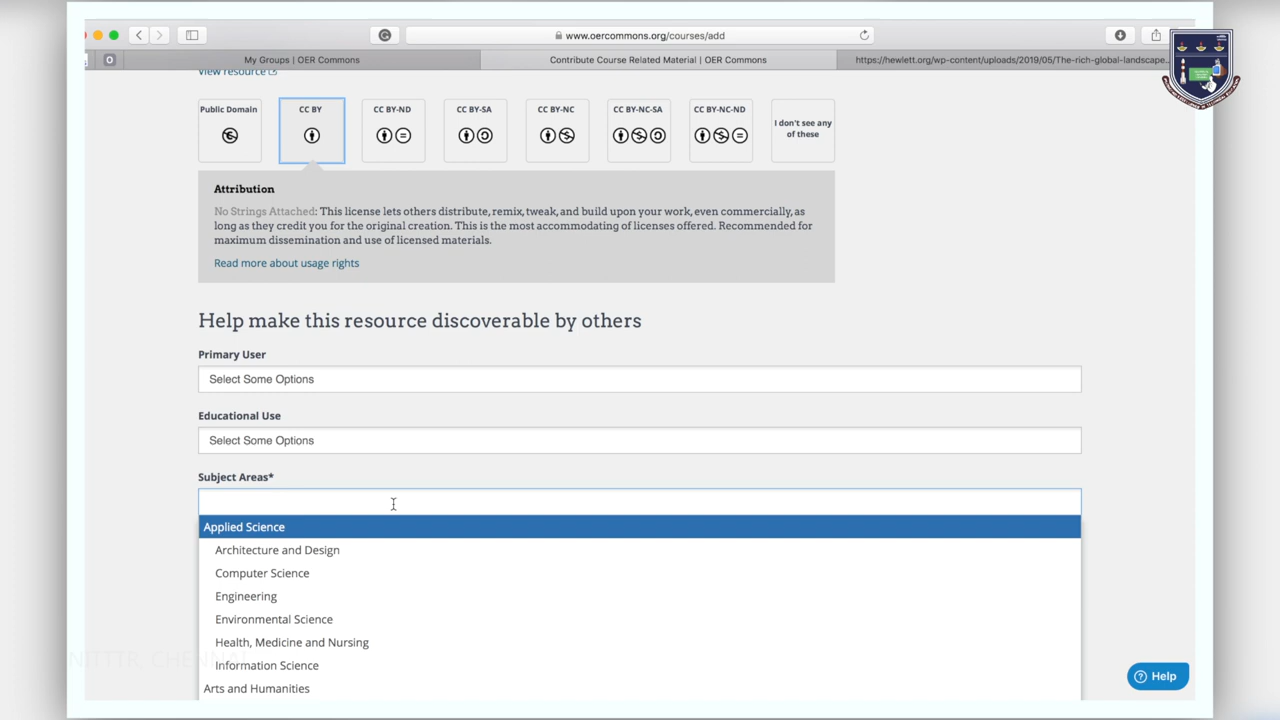 www.oercommons.org/courses/add
My Groups | OER Commons
Contribute Course Related Material | OER Commons
https://hewlett.org/wp-content/uploads/2019/05/The-rich-global-landscape...
View resource
Public Domain
CC BY
CC BY-ND
CC BY-SA
CC BY-NC
CC BY-NC-SA
CC BY-NC-ND
I don't see any
of these
Attribution
No Strings Attached: This license lets others distribute, remix, tweak, and build upon your work, even commercially, as
long as they credit you for the original creation. This is the most accommodating of licenses offered. Recommended for
maximum dissemination and use of licensed materials.
Read more about usage rights
Help make this resource discoverable by others
Primary User
Select Some Options
Educational Use
Select Some Options
Subject Areas*
Applied Science
Architecture and Design
Computer Science
Engineering
Environmental Science
Health, Medicine and Nursing
Information Science
Arts and Humanities
NITTTR, CHENNAI
Help